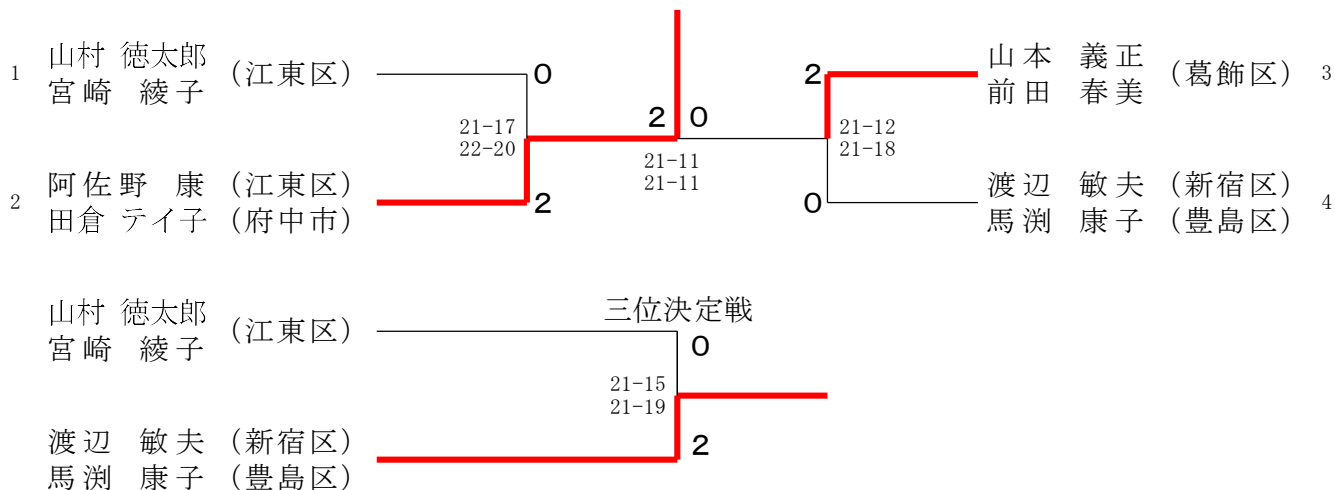 1 山村 徳太郎 (江東区) 0
宮崎 綾子
21-17
22-20
2 阿佐野 康 (江東区) 2
田倉 テイ子 (府中市)
2 0
21-11
21-11
2 山本 義正 (葛飾区) 3
前田 春美
21-12
21-18
0 渡辺 敏夫 (新宿区) 4
馬渕 康子 (豊島区)
三位決定戦
山村 徳太郎 (江東区) 0
宮崎 綾子
21-15
21-19
渡辺 敏夫 (新宿区) 2
馬渕 康子 (豊島区)